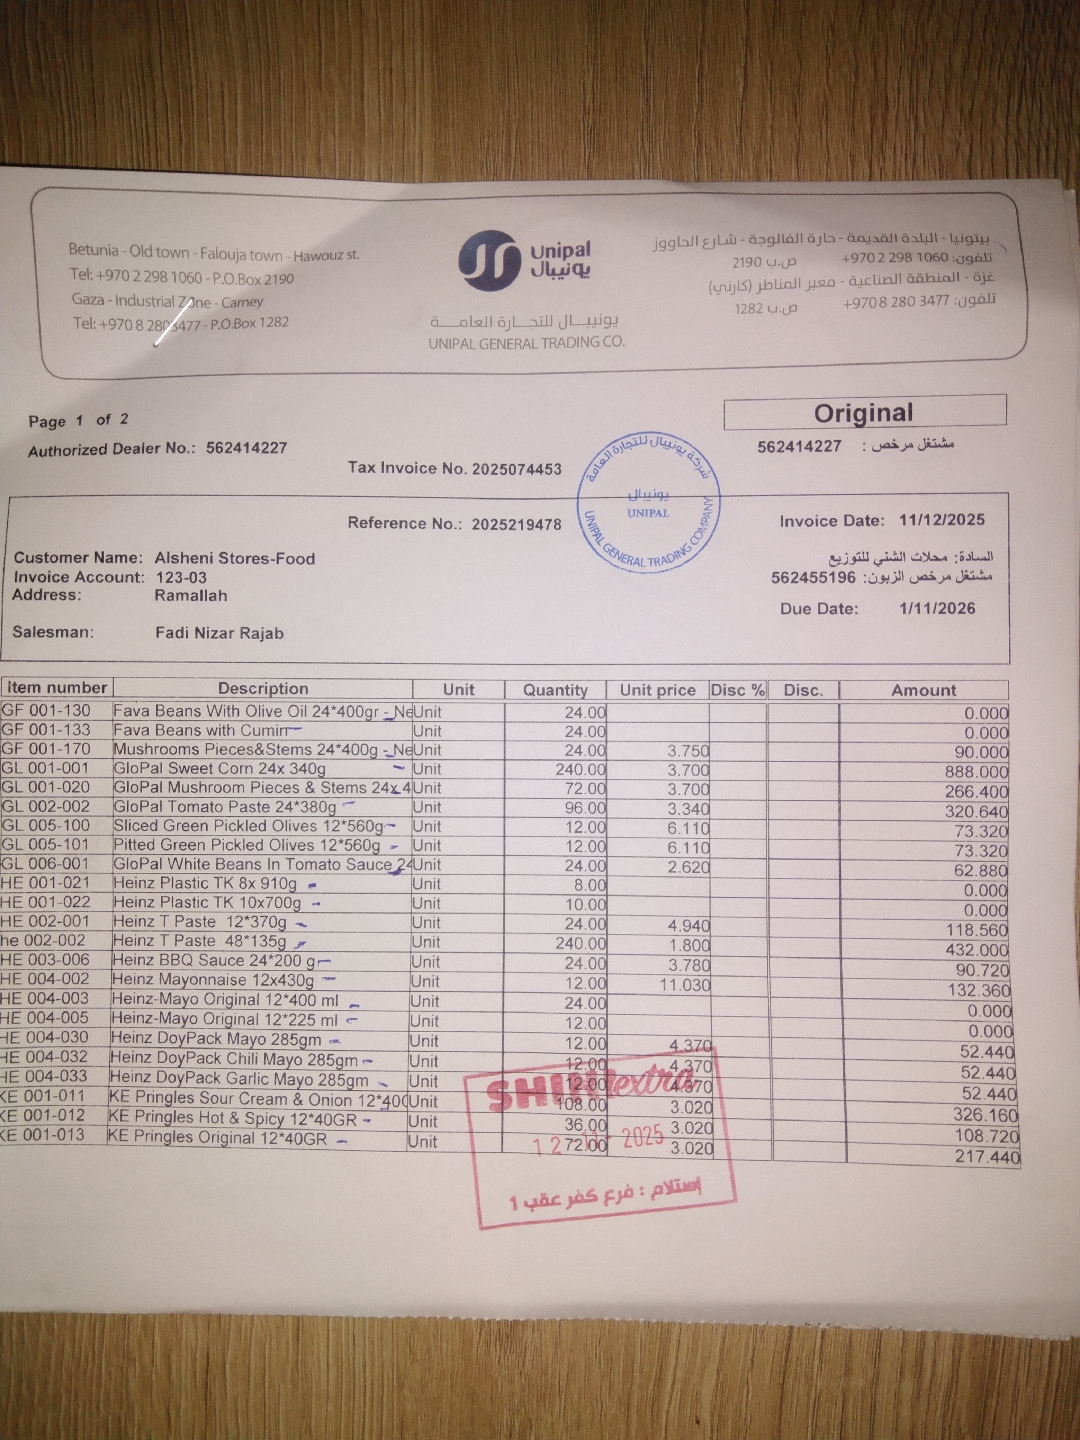 Betunia - Old town - Falouja town - Hawouz st.
Tel: +970 2 298 1060 - P.O.Box 2190
Gaza - Industrial Zone - Carney
Tel: +970 8 280 3477 - P.O.Box 1282
Unipal
يونيبال
يونيبال للتجارة العامة
UNIPAL GENERAL TRADING CO.
بيتونيا - البلدة القديمة - حارة الفالوجة - شارع الحاووز
تلفون: 1060 298 2 970+ ص.ب 2190
غزة - المنطقة الصناعية - معبر المناطر (كارني)
تلفون: 3477 280 8 970+ ص.ب 1282
Page 1 of 2
Original
Authorized Dealer No.: 562414227
562414227 مشتغل مرخص :
Tax Invoice No. 2025074453
شركة يونيبال للتجارة العامة
يونيبال
UNIPAL
UNIPAL GENERAL TRADING COMPANY
Reference No.: 2025219478
Invoice Date: 11/12/2025
Customer Name: Alsheni Stores-Food
السادة: محلات الشني للتوزيع
Invoice Account: 123-03
مشتغل مرخص الزبون: 562455196
Address: Ramallah
Due Date: 1/11/2026
Salesman: Fadi Nizar Rajab
Item number Description Unit Quantity Unit price Disc % Disc. Amount
GF 001-130 Fava Beans With Olive Oil 24*400gr - Ne Unit 24.00 0.000
GF 001-133 Fava Beans with Cumin Unit 24.00 0.000
GF 001-170 Mushrooms Pieces&Stems 24*400g - Ne Unit 24.00 3.750 90.000
GL 001-001 GloPal Sweet Corn 24x 340g Unit 240.00 3.700 888.000
GL 001-020 GloPal Mushroom Pieces & Stems 24x 4 Unit 72.00 3.700 266.400
GL 002-002 GloPal Tomato Paste 24*380g Unit 96.00 3.340 320.640
GL 005-100 Sliced Green Pickled Olives 12*560g Unit 12.00 6.110 73.320
GL 005-101 Pitted Green Pickled Olives 12*560g Unit 12.00 6.110 73.320
GL 006-001 GloPal White Beans In Tomato Sauce 24 Unit 24.00 2.620 62.880
HE 001-021 Heinz Plastic TK 8x 910g Unit 8.00 0.000
HE 001-022 Heinz Plastic TK 10x700g Unit 10.00 0.000
HE 002-001 Heinz T Paste 12*370g Unit 24.00 4.940 118.560
he 002-002 Heinz T Paste 48*135g Unit 240.00 1.800 432.000
HE 003-006 Heinz BBQ Sauce 24*200 g Unit 24.00 3.780 90.720
HE 004-002 Heinz Mayonnaise 12x430g Unit 12.00 11.030 132.360
HE 004-003 Heinz-Mayo Original 12*400 ml Unit 24.00 0.000
HE 004-005 Heinz-Mayo Original 12*225 ml Unit 12.00 0.000
HE 004-030 Heinz DoyPack Mayo 285gm Unit 12.00 4.370 52.440
HE 004-032 Heinz DoyPack Chili Mayo 285gm Unit 12.00 4.370 52.440
HE 004-033 Heinz DoyPack Garlic Mayo 285gm Unit 12.00 4.370 52.440
KE 001-011 KE Pringles Sour Cream & Onion 12*40G Unit 108.00 3.020 326.160
KE 001-012 KE Pringles Hot & Spicy 12*40GR Unit 36.00 3.020 108.720
KE 001-013 KE Pringles Original 12*40GR Unit 72.00 3.020 217.440
extra
12 2025
إستلام : فرع كفر عقب 1